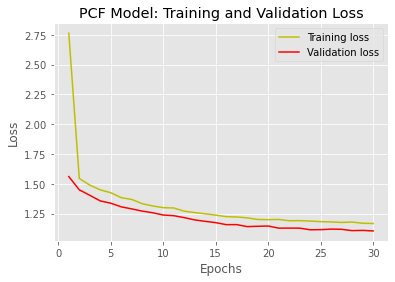 PCF Model: Training and Validation Loss
Training loss
Validation loss
2.75
2.50
2.25
2.00
1.75
1.50
1.25
Loss
0
5
10
15
20
25
30
Epochs